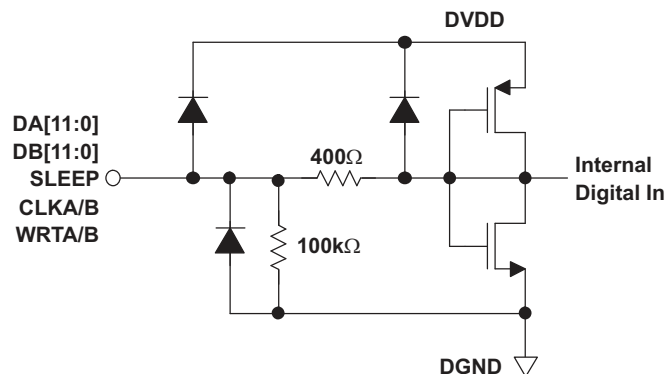 DVDD
DA[11:0]
DB[11:0]
SLEEP
CLKA/B
WRTA/B
400Ω
100kΩ
Internal
Digital In
DGND